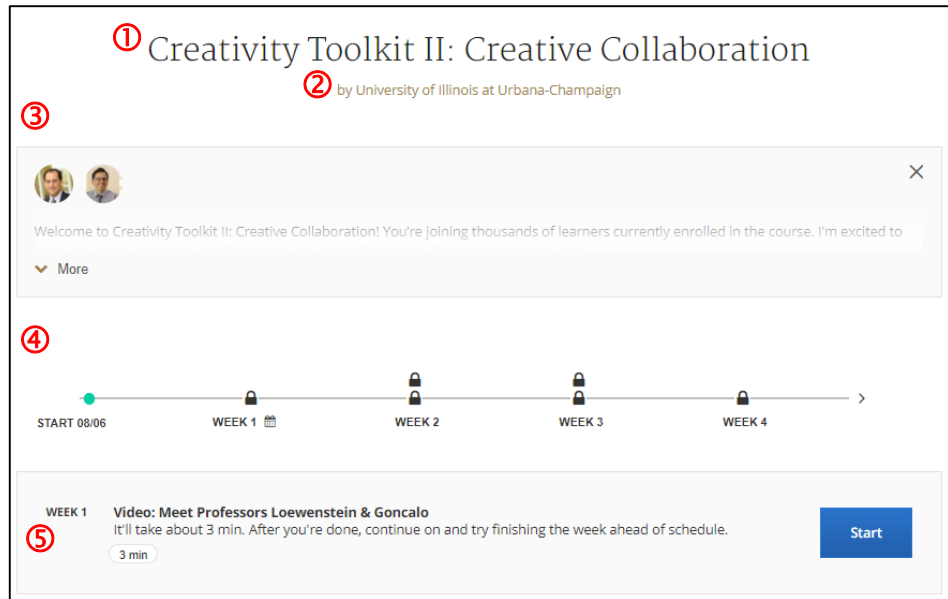 ① Creativity Toolkit II: Creative Collaboration
② by University of Illinois at Urbana-Champaign
③
Welcome to Creativity Toolkit II: Creative Collaboration! You're joining thousands of learners currently enrolled in the course. I'm excited to
More
④
START 08/06 WEEK 1 WEEK 2 WEEK 3 WEEK 4
WEEK 1 Video: Meet Professors Loewenstein & Goncalo
It'll take about 3 min. After you're done, continue on and try finishing the week ahead of schedule.
⑤ Start
3 min